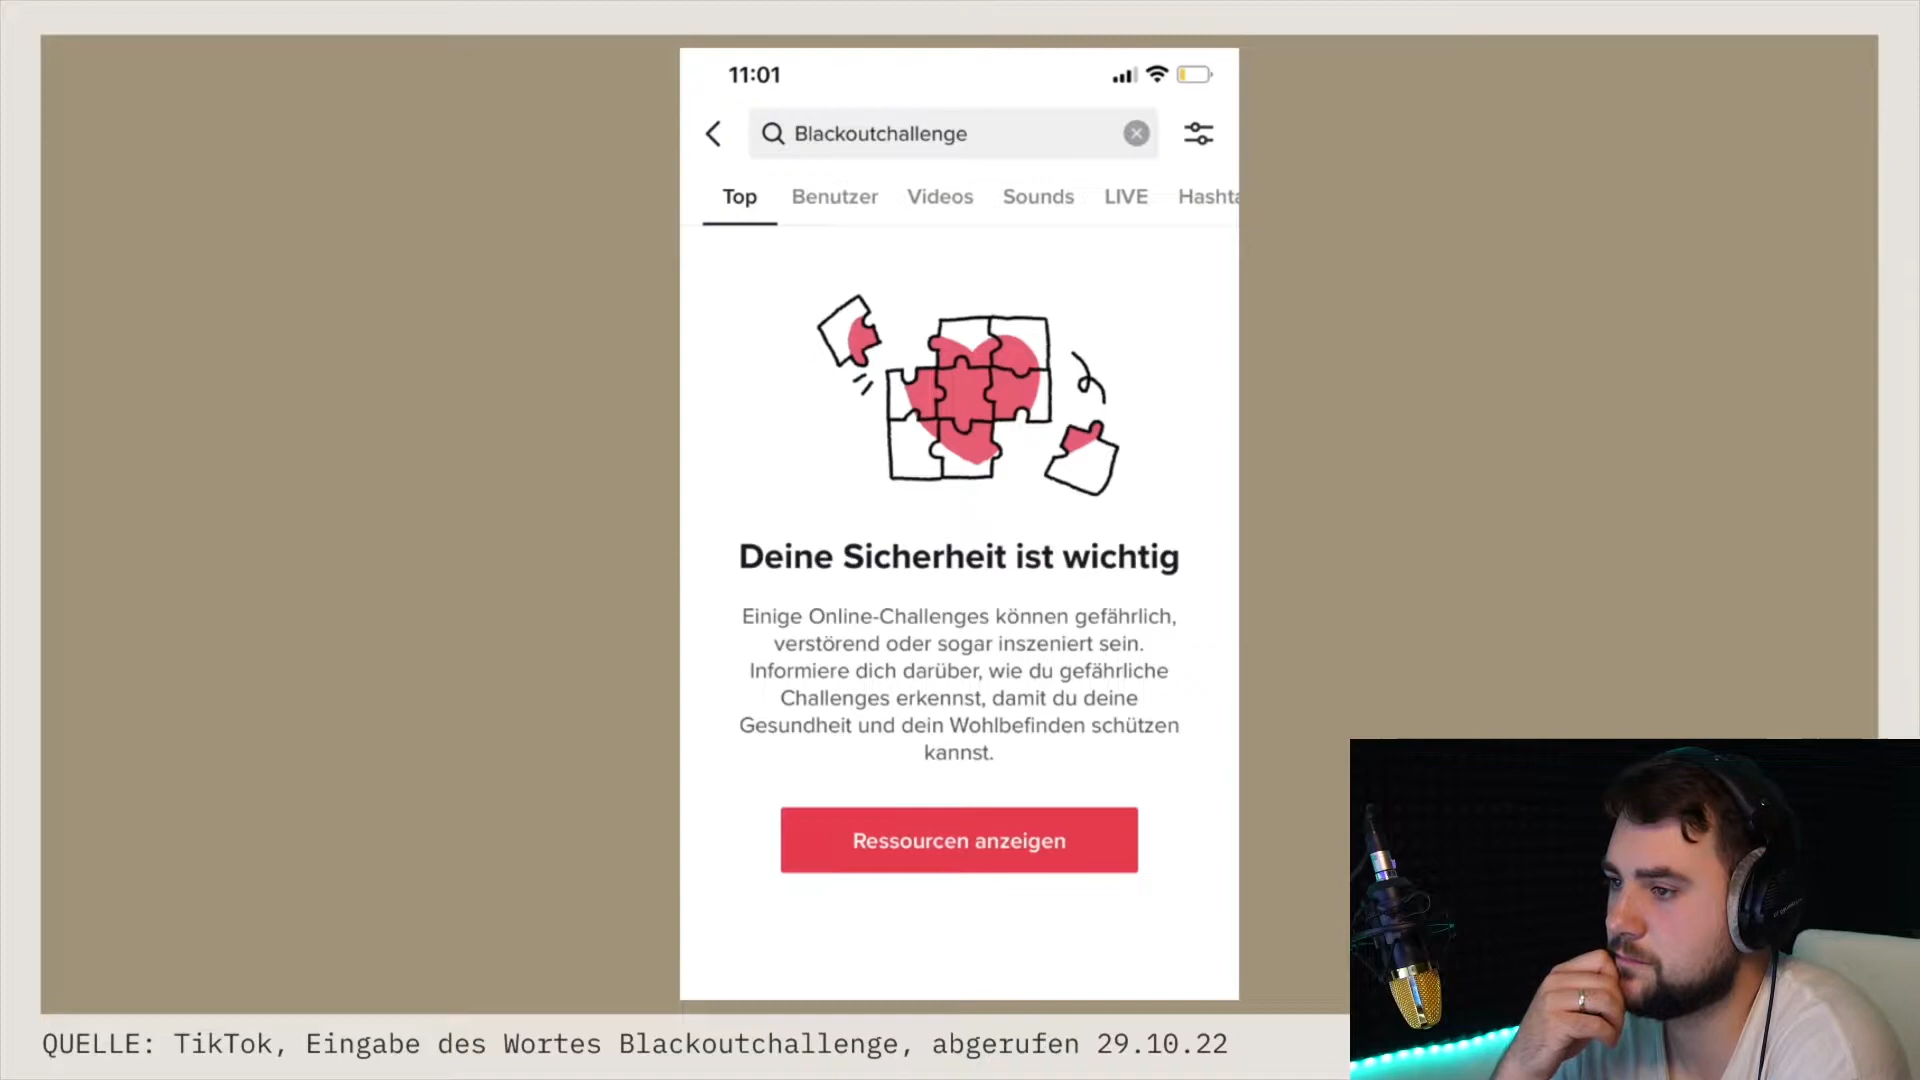 11:01
Blackoutchallenge
Top Benutzer Videos Sounds LIVE Hashta
Deine Sicherheit ist wichtig
Einige Online-Challenges können gefährlich,
verstörend oder sogar inszeniert sein.
Informiere dich darüber, wie du gefährliche
Challenges erkennst, damit du deine
Gesundheit und dein Wohlbefinden schützen
kannst.
Ressourcen anzeigen
QUELLE: TikTok, Eingabe des Wortes Blackoutchallenge, abgerufen 29.10.22